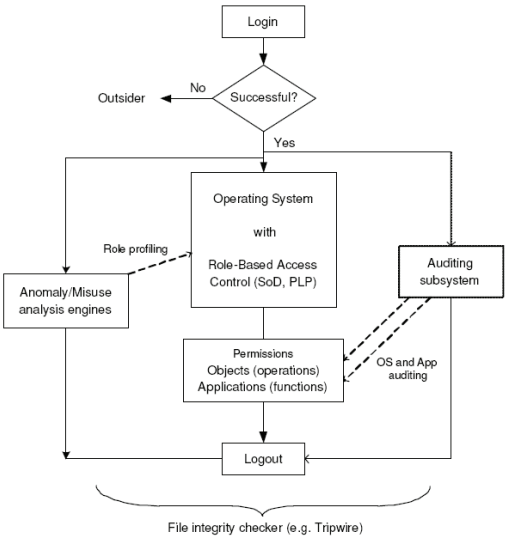 Login
Successful?
No
Outsider
Yes
Operating System
with
Role-Based Access
Control (SoD, PLP)
Role profiling
Anomaly/Misuse
analysis engines
Auditing
subsystem
Permissions
Objects (operations)
Applications (functions)
OS and App
auditing
Logout
File integrity checker (e.g. Tripwire)